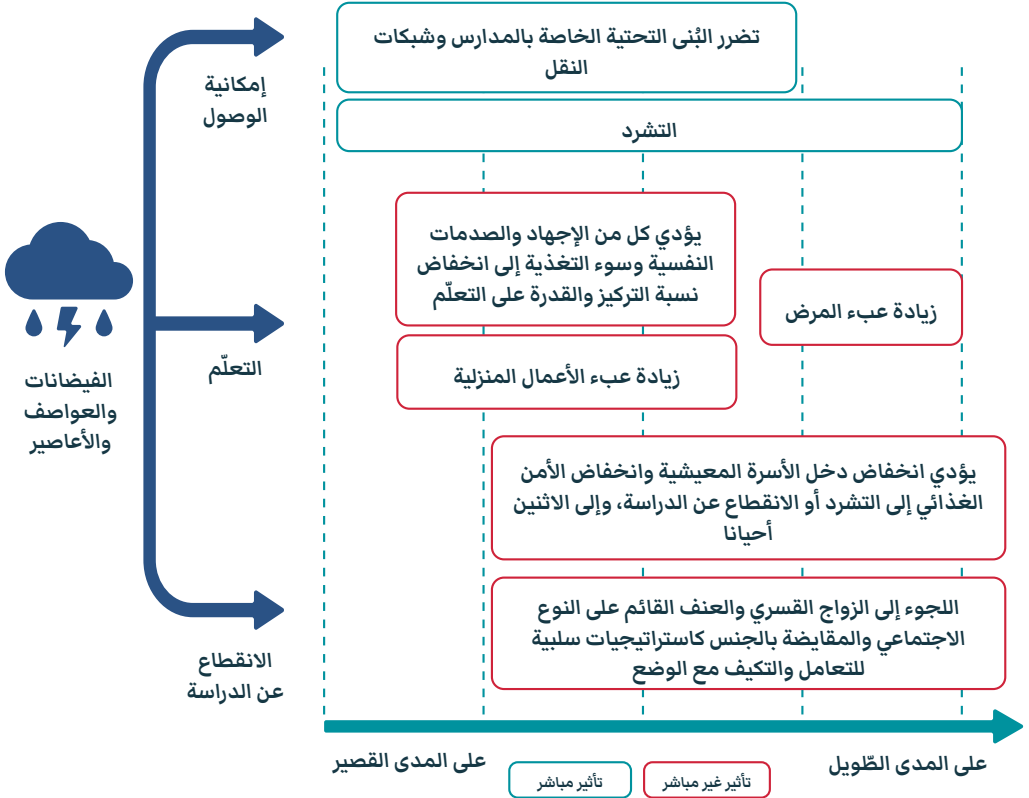 تضرر البُنى التحتية الخاصة بالمدارس وشبكات
النقل
إمكانية
الوصول
التشرد
يؤدي كل من الإجهاد والصدمات
النفسية وسوء التغذية إلى انخفاض
نسبة التركيز والقدرة على التعلّم
زيادة عبء المرض
التعلّم
زيادة عبء الأعمال المنزلية
الفيضانات
والعواصف
والأعاصير
يؤدي انخفاض دخل الأسرة المعيشية وانخفاض الأمن
الغذائي إلى التشرد أو الانقطاع عن الدراسة، وإلى الاثنين
أحيانا
اللجوء إلى الزواج القسري والعنف القائم على النوع
الاجتماعي والمقايضة بالجنس كاستراتيجيات سلبية
للتعامل والتكيف مع الوضع
الانقطاع
عن الدراسة
على المدى الطّويل
على المدى القصير
تأثير غير مباشر
تأثير مباشر